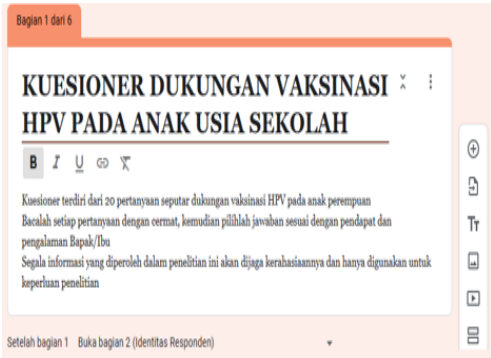 Bagian 1 dari 6
KUESIONER DUKUNGAN VAKSINASI
HPV PADA ANAK USIA SEKOLAH
B I U
Kuesioner terdiri dari 20 pertanyaan seputar dukungan vaksinasi HPV pada anak perempuan
Bacalah setiap pertanyaan dengan cermat, kemudian pilihlah jawaban sesuai dengan pendapat dan
pengalaman Bapak/Ibu
Segala informasi yang diperoleh dalam penelitian ini akan dijaga kerahasiaannya dan hanya digunakan untuk
keperluan penelitian
Tт
Setelah bagian 1 Buka bagian 2 (Identitas Responden)